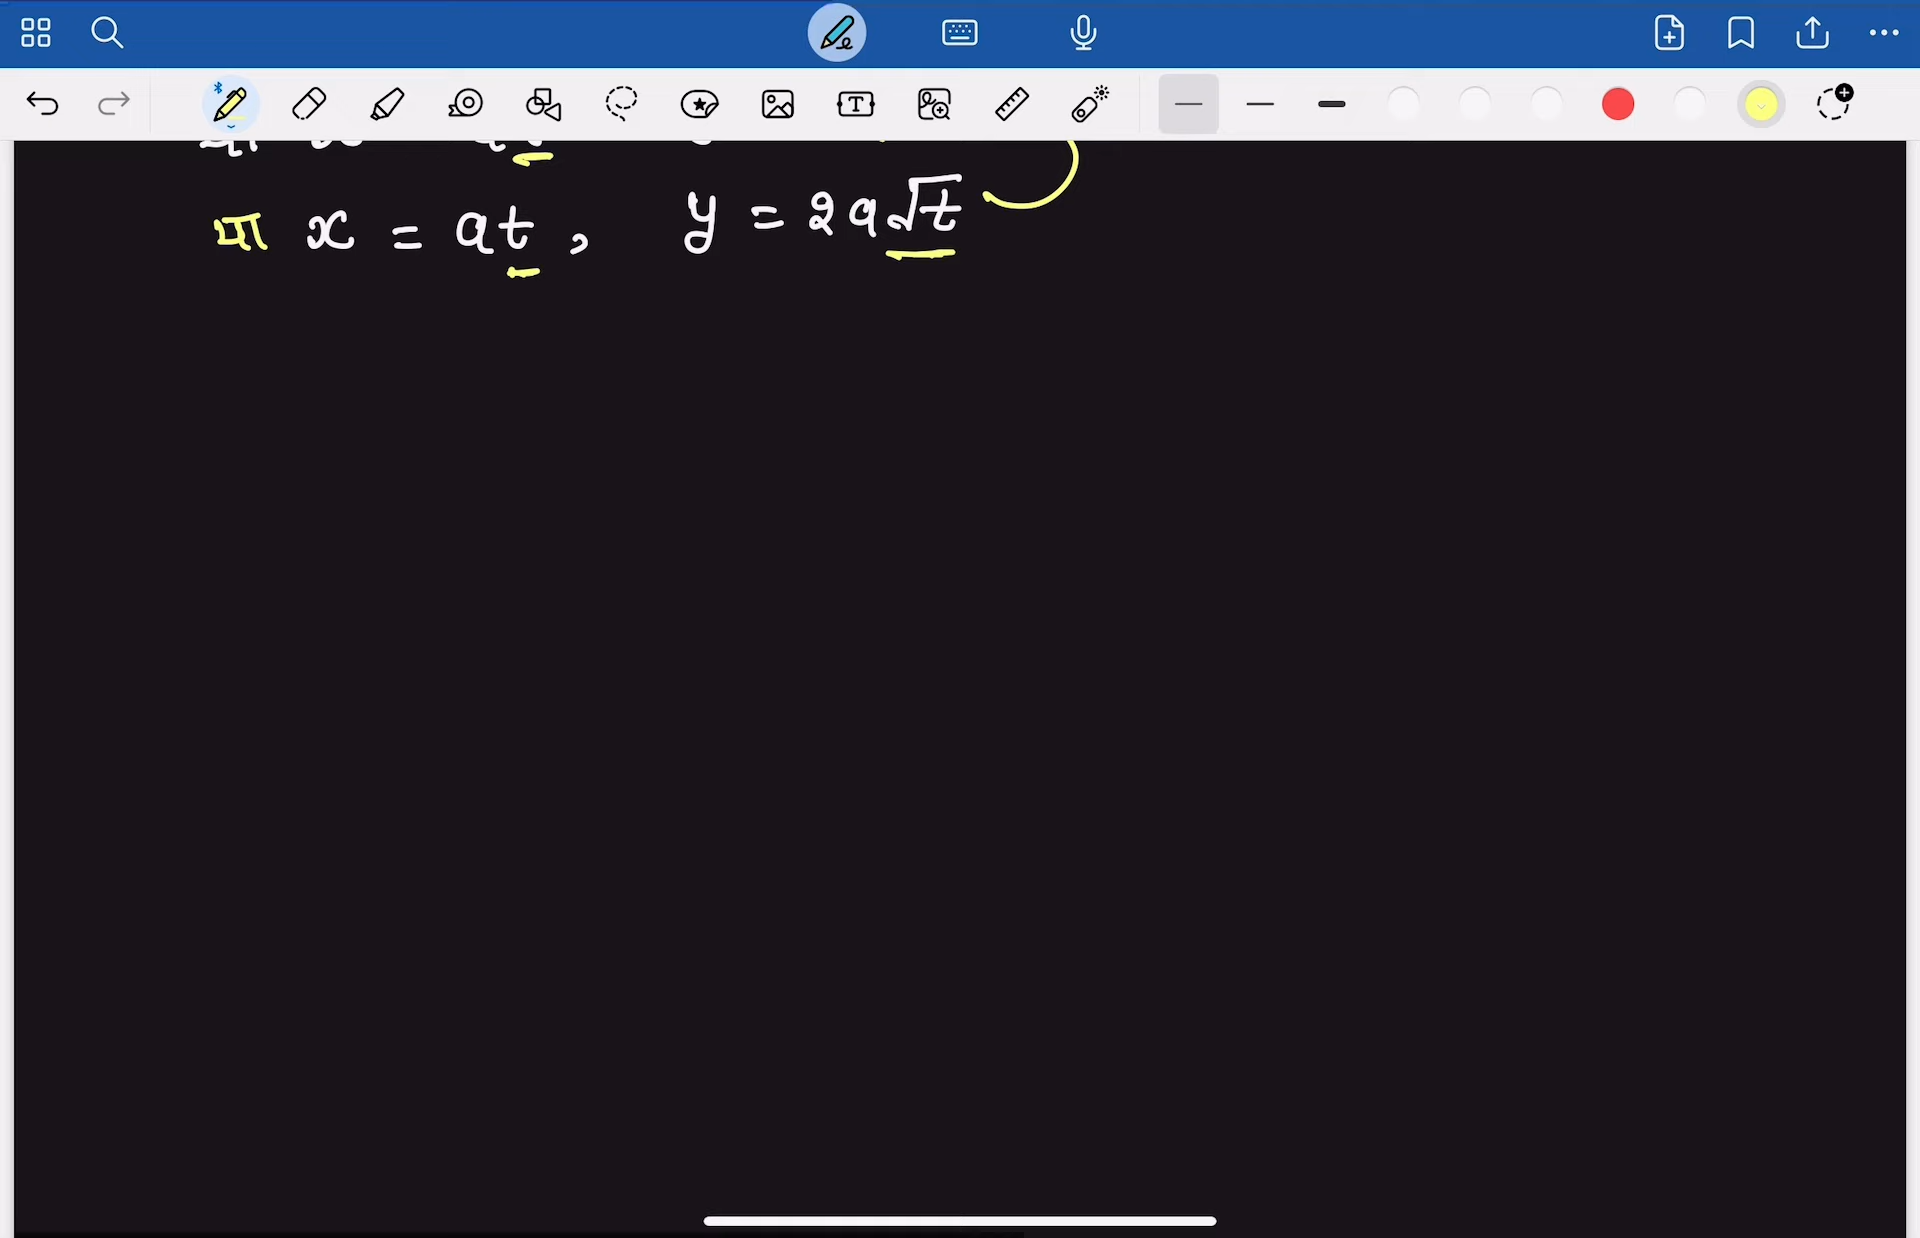 या x = at, y = 2a√t